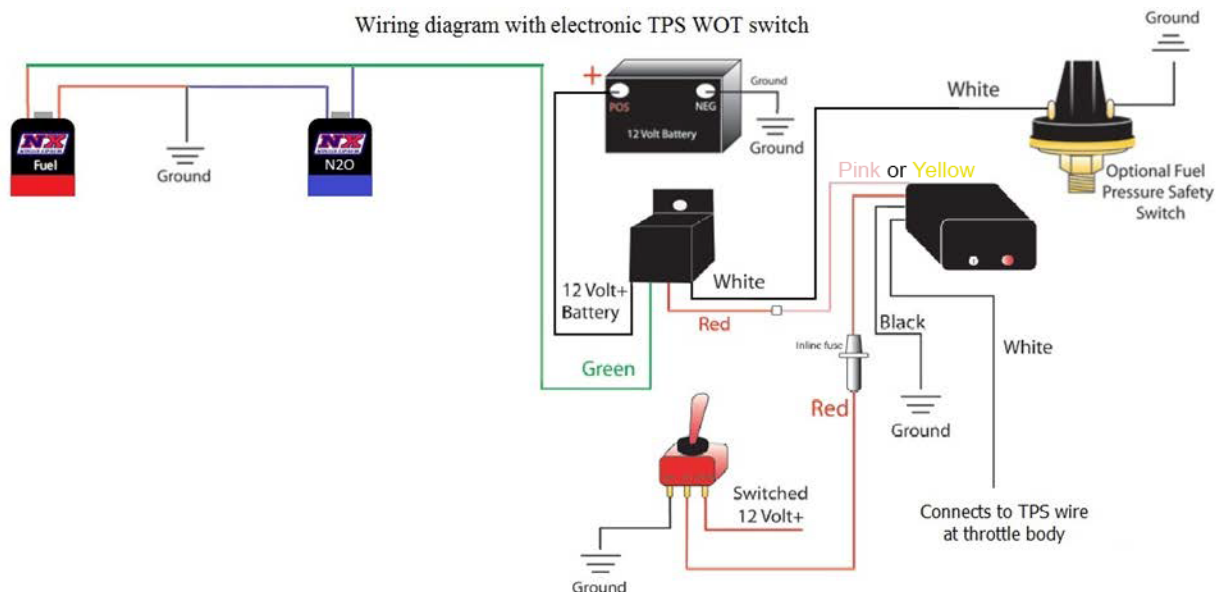 Wiring diagram with electronic TPS WOT switch
Ground
+
POS
NEG
Ground
12 Volt Battery
Ground
White
NX
Fuel
Ground
NX
N2O
Pink or Yellow
Optional Fuel
Pressure Safety
Switch
12 Volt+
Battery
White
Red
Green
Inline fuse
Black
White
Red
Ground
Switched
12 Volt+
Ground
Connects to TPS wire
at throttle body